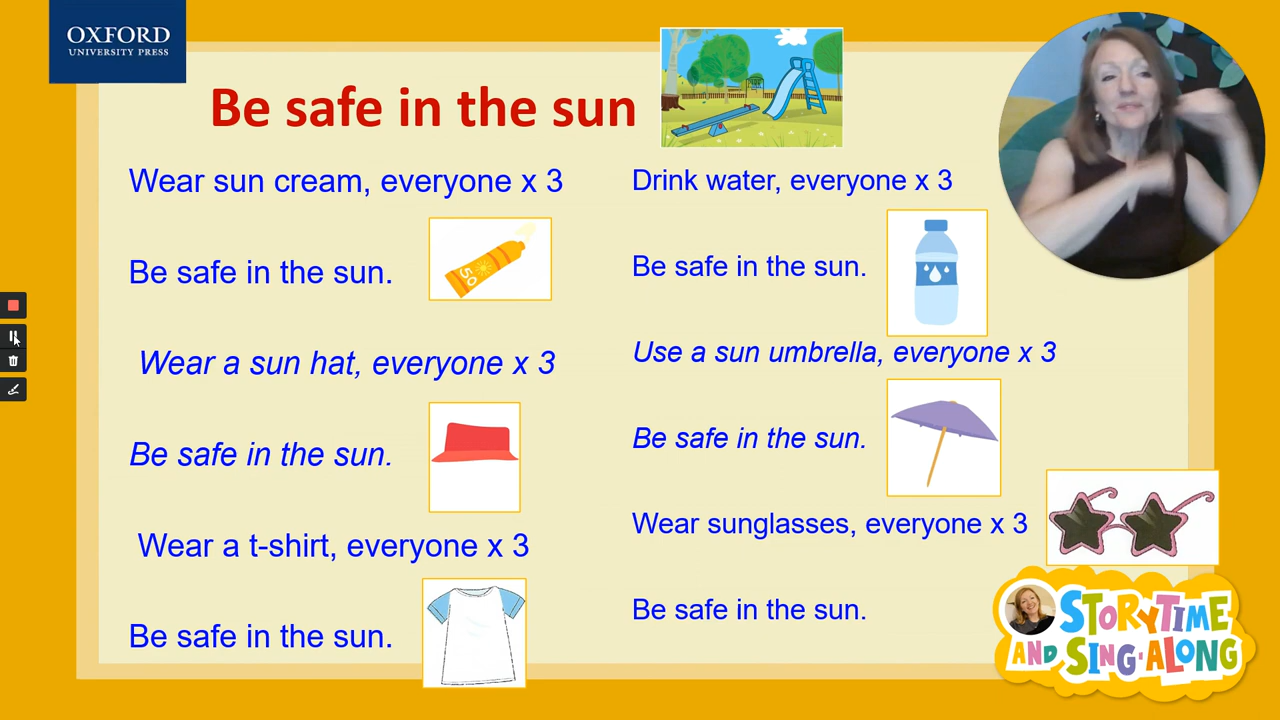 OXFORD
UNIVERSITY PRESS
Be safe in the sun
Wear sun cream, everyone x 3
Be safe in the sun.
50
Wear a sun hat, everyone x 3
Be safe in the sun.
Wear a t-shirt, everyone x 3
Be safe in the sun.
Drink water, everyone x 3
Be safe in the sun.
Use a sun umbrella, everyone x 3
Be safe in the sun.
Wear sunglasses, everyone x 3
Be safe in the sun.
STORYTIME
AND SING-ALONG